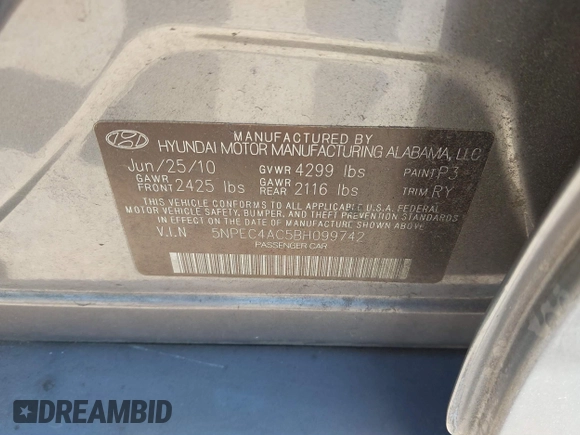 MANUFACTURED BY
HYUNDAI MOTOR MANUFACTURING ALABAMA, LLC
Jun/25/10 GVWR 4299 lbs PAINT P3
GAWR FRONT 2425 lbs GAWR REAR 2116 lbs TRIM RY
THIS VEHICLE CONFORMS TO ALL APPLICABLE U.S.A. FEDERAL
MOTOR VEHICLE SAFETY, BUMPER, AND THEFT PREVENTION STANDARDS
IN EFFECT ON THE DATE OF MANUFACTURE SHOWN ABOVE.
V.I.N 5NPEC4AC5BH099742
PASSENGER CAR
DREAMBID